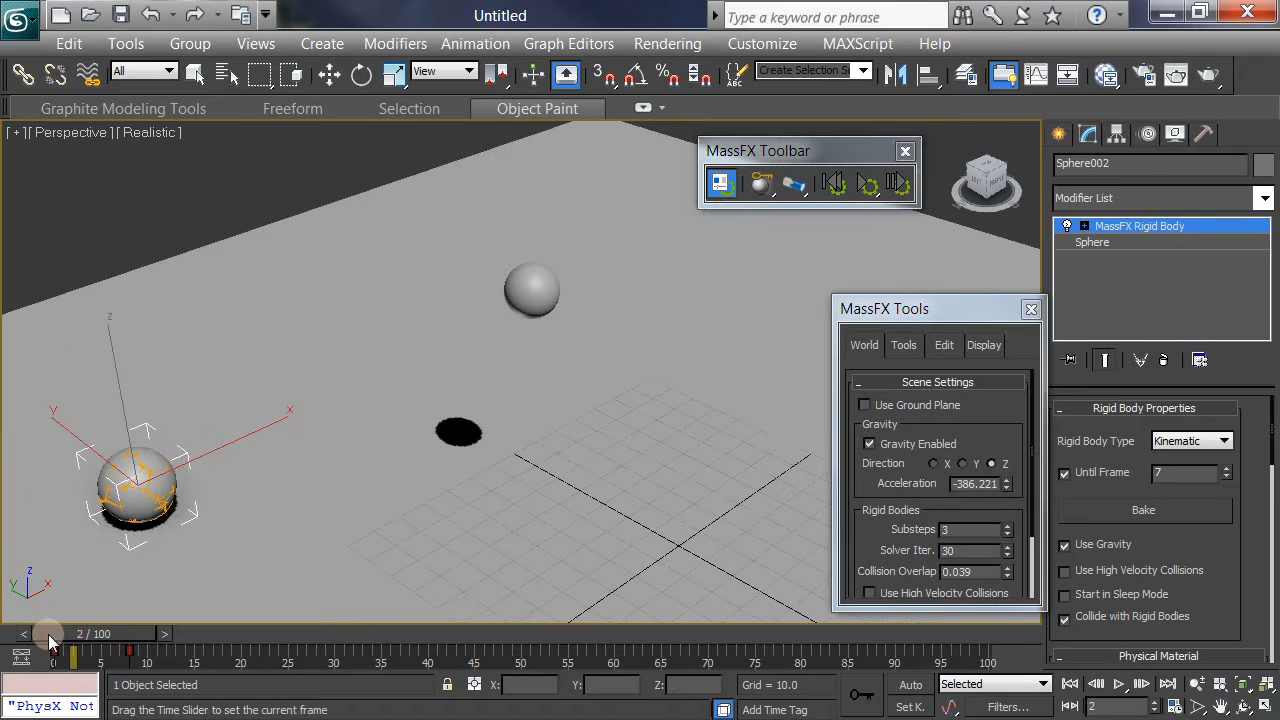 Untitled
Type a keyword or phrase
Edit Tools Group Views Create Modifiers Animation Graph Editors Rendering Customize MAXScript Help
All View Create Selection S
Graphite Modeling Tools Freeform Selection Object Paint
[ + ][ Perspective ][ Realistic ]
MassFX Toolbar
Sphere002
Modifier List
MassFX Rigid Body
Sphere
z
y
x
MassFX Tools
World Tools Edit Display
Scene Settings
Use Ground Plane
Gravity
Gravity Enabled
Direction X Y Z
Acceleration -386.221
Rigid Bodies
Substeps 3
Solver Iter. 30
Collision Overlap 0.039
Use High Velocity Collisions
Rigid Body Properties
Rigid Body Type Kinematic
Until Frame 7
Bake
Use Gravity
Use High Velocity Collisions
Start in Sleep Mode
Collide with Rigid Bodies
Physical Material
z
y x
< 2 / 100 >
0 5 10 15 20 25 30 35 40 45 50 55 60 65 70 75 80 85 90 95 100
1 Object Selected X: Y: Z: Grid = 10.0 Auto Selected
"PhysX Not Drag the Time Slider to set the current frame Add Time Tag Set K. Filters... 2